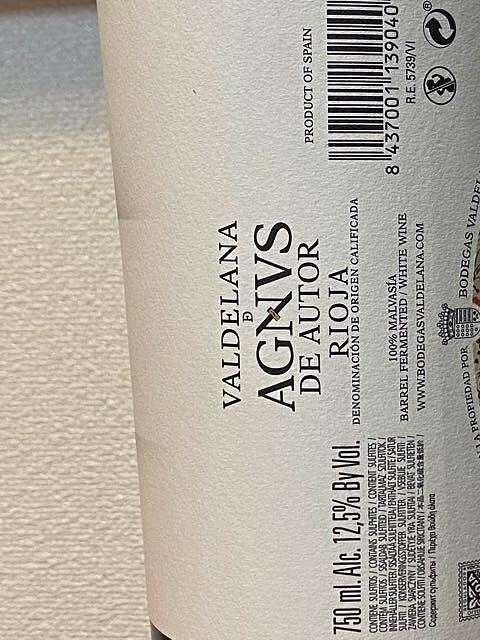 PRODUCT OF SPAIN
8 437001 139040
R.E. 5739/VI
®
VALDELANA
Đ
AGNVS
DE AUTOR
RIOJA
DENOMINACIÓN DE ORIGEN CALIFICADA
100% MALVASÍA
BARREL FERMENTED / WHITE WINE
WWW.BODEGASVALDELANA.COM
LA PROPIEDAD POR
BODEGAS VALDEL
750 ml. Alc. 12,5% By Vol.
CONTIENE SULFITOS / CONTAINS SULPHITES / CONTIENT SULFITES /